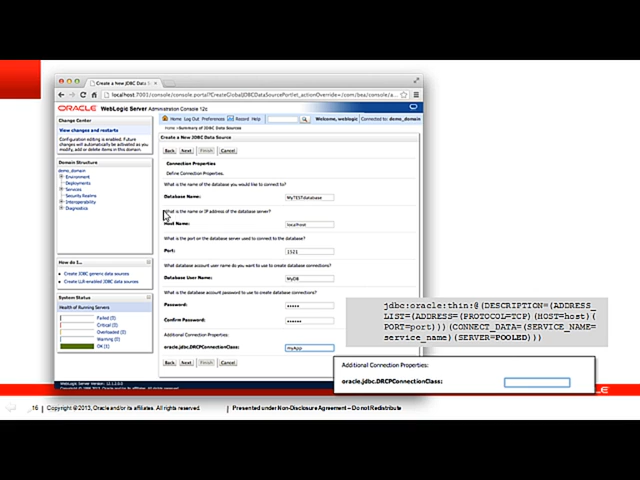 Create a New JDBC Data S
localhost:7001/console/console.portal?CreateGlobalJDBCDataSourcePortlet_actionOverride=/com/bea/console/a...
ORACLE WebLogic Server Administration Console 12c
Change Center
View changes and restarts
Configuration editing is enabled. Future
changes will automatically be activated as you
modify, add or delete items in this domain.
Domain Structure
demo_domain
Environment
Deployments
Services
Security Realms
Interoperability
Diagnostics
How do I...
Create JDBC generic data sources
Create LLR-enabled JDBC data sources
System Status
Health of Running Servers
Failed (0)
Critical (0)
Overloaded (0)
Warning (0)
OK (1)
Home Log Out Preferences Record Help
Welcome, weblogic Connected to: demo_domain
Home >Summary of JDBC Data Sources
Create a New JDBC Data Source
Back Next Finish Cancel
Connection Properties
Define Connection Properties.
What is the name of the database you would like to connect to?
Database Name: MyTESTdatabase
What is the name or IP address of the database server?
Host Name: localhost
What is the port on the database server used to connect to the database?
Port: 1521
What database account user name do you want to use to create database connections?
Database User Name: MyDB
What is the database account password to use to create database connections?
Password: •••••
Confirm Password: •••••
Additional Connection Properties:
oracle.jdbc.DRCPConnectionClass: myApp
Back Next Finish Cancel
WebLogic Server Version: 12.1.2.0.0
jdbc:oracle:thin:@(DESCRIPTION=(ADDRESS_
LIST=(ADDRESS=(PROTOCOL=TCP)(HOST=host)(
PORT=port)))(CONNECT_DATA=(SERVICE_NAME=
service_name)(SERVER=POOLED)))
Additional Connection Properties:
oracle.jdbc.DRCPConnectionClass:
16 Copyright © 2013, Oracle and/or its affiliates. All rights reserved. Presented under Non-Disclosure Agreement – Do not Redistribute